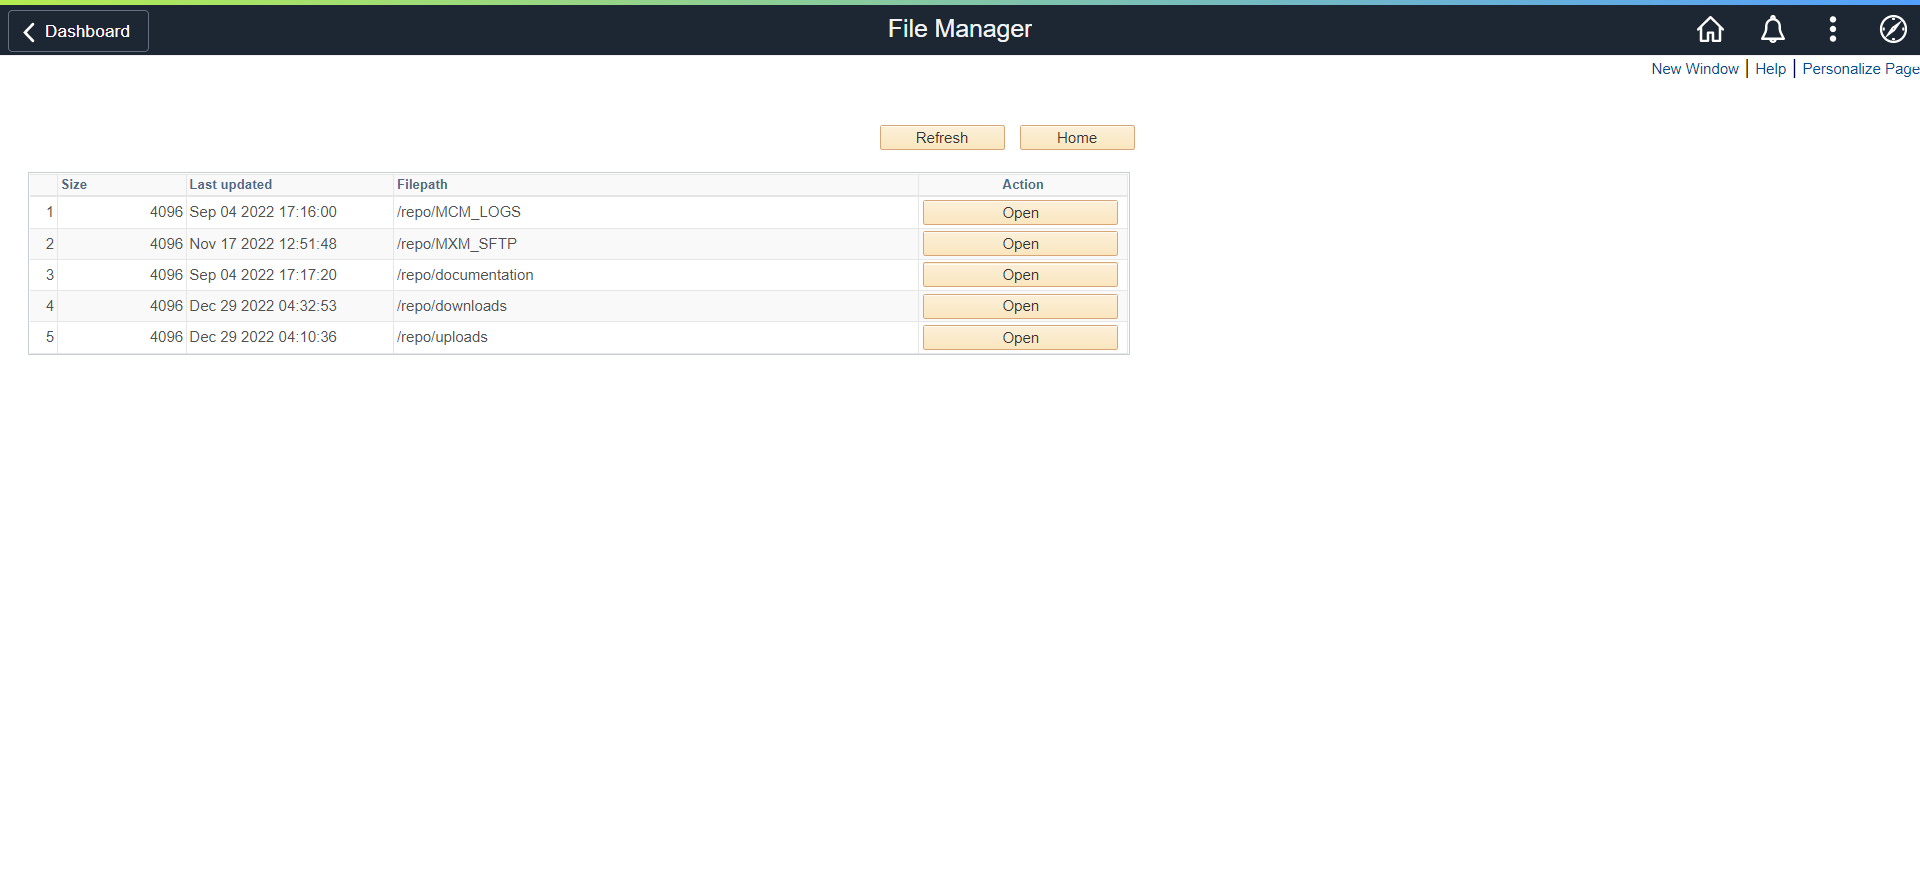 Dashboard
File Manager
New Window | Help | Personalize Page
Refresh Home
Size Last updated Filepath Action
1 4096 Sep 04 2022 17:16:00 /repo/MCM_LOGS Open
2 4096 Nov 17 2022 12:51:48 /repo/MXM_SFTP Open
3 4096 Sep 04 2022 17:17:20 /repo/documentation Open
4 4096 Dec 29 2022 04:32:53 /repo/downloads Open
5 4096 Dec 29 2022 04:10:36 /repo/uploads Open